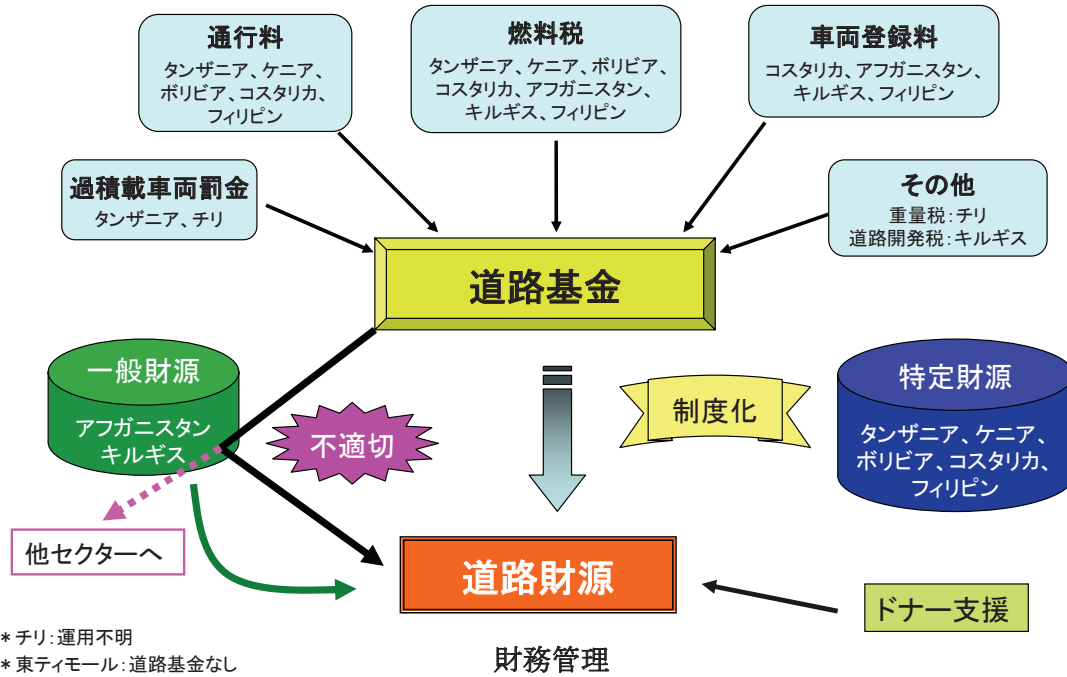 通行料
タンザニア、ケニア、
ボリビア、コスタリカ、
フィリピン
燃料税
タンザニア、ケニア、ボリビア、
コスタリカ、アフガニスタン、
キルギス、フィリピン
車両登録料
コスタリカ、アフガニスタン、
キルギス、フィリピン
過積載車両罰金
タンザニア、チリ
その他
重量税：チリ
道路開発税：キルギス
道路基金
一般財源
アフガニスタン
キルギス
不適切
制度化
特定財源
タンザニア、ケニア、
ボリビア、コスタリカ、
フィリピン
他セクターへ
道路財源
ドナー支援
＊チリ：運用不明
＊東ティモール：道路基金なし
財務管理